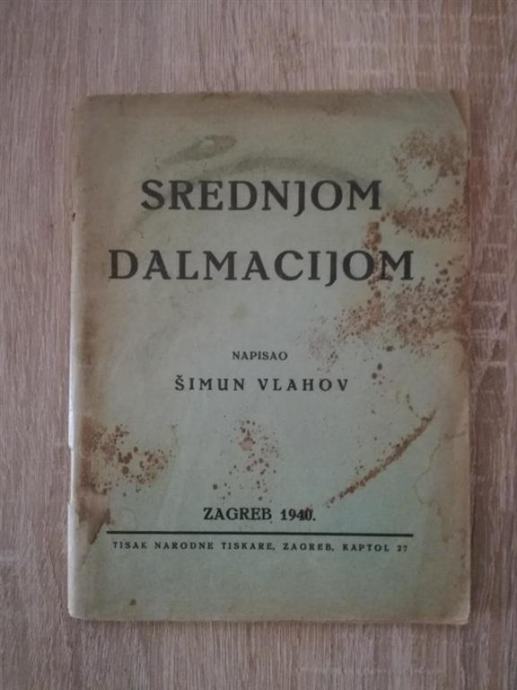 SREDNJOM
DALMACIJOM
NAPISAO
ŠIMUN VLAHOV
ZAGREB 1940.
TISAK NARODNE TISKARE, ZAGREB, KAPTOL 27